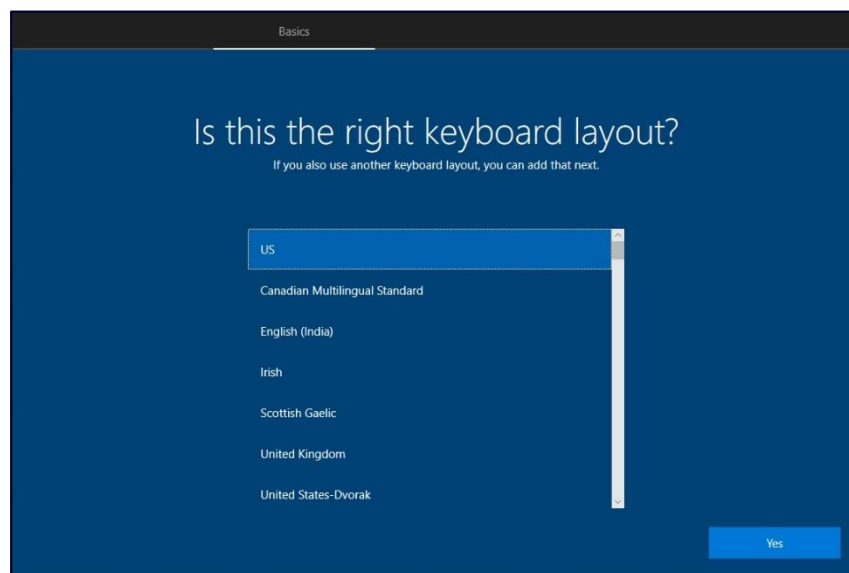 Basics
Is this the right keyboard layout?
If you also use another keyboard layout, you can add that next.
US
Canadian Multilingual Standard
English (India)
Irish
Scottish Gaelic
United Kingdom
United States-Dvorak
Yes